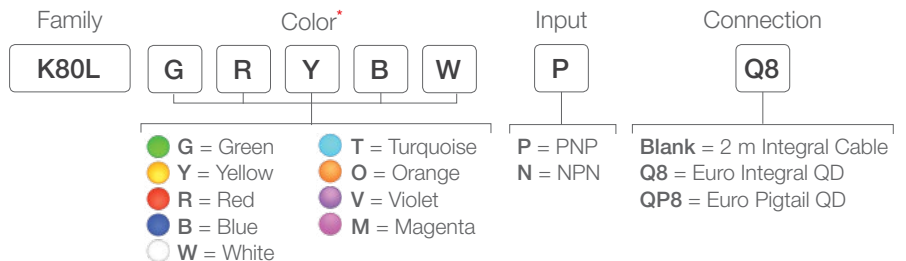 Family Color* Input Connection
K80L G R Y B W P Q8
G = Green T = Turquoise P = PNP Blank = 2 m Integral Cable
Y = Yellow O = Orange N = NPN Q8 = Euro Integral QD
R = Red V = Violet QP8 = Euro Pigtail QD
B = Blue M = Magenta
W = White